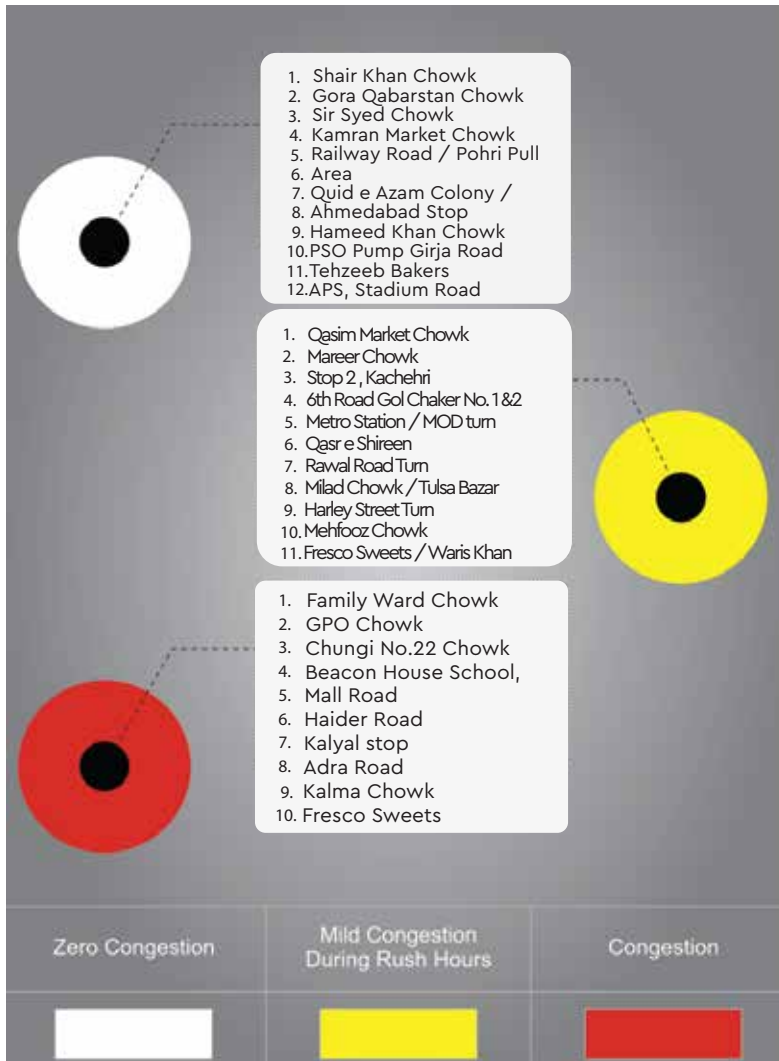 1. Shair Khan Chowk
2. Gora Qabarstan Chowk
3. Sir Syed Chowk
4. Kamran Market Chowk
5. Railway Road / Pohri Pull
6. Area
7. Quid e Azam Colony /
8. Ahmedabad Stop
9. Hameed Khan Chowk
10. PSO Pump Girja Road
11. Tehzeeb Bakers
12. APS, Stadium Road
1. Qasim Market Chowk
2. Mareer Chowk
3. Stop 2 , Kachehri
4. 6th Road Gol Chaker No. 1 &2
5. Metro Station / MOD turn
6. Qasr e Shireen
7. Rawal Road Turn
8. Milad Chowk / Tulsa Bazar
9. Harley Street Turn
10. Mehfooz Chowk
11. Fresco Sweets / Waris Khan
1. Family Ward Chowk
2. GPO Chowk
3. Chungi No.22 Chowk
4. Beacon House School,
5. Mall Road
6. Haider Road
7. Kalyal stop
8. Adra Road
9. Kalma Chowk
10. Fresco Sweets
Zero Congestion
Mild Congestion
During Rush Hours
Congestion